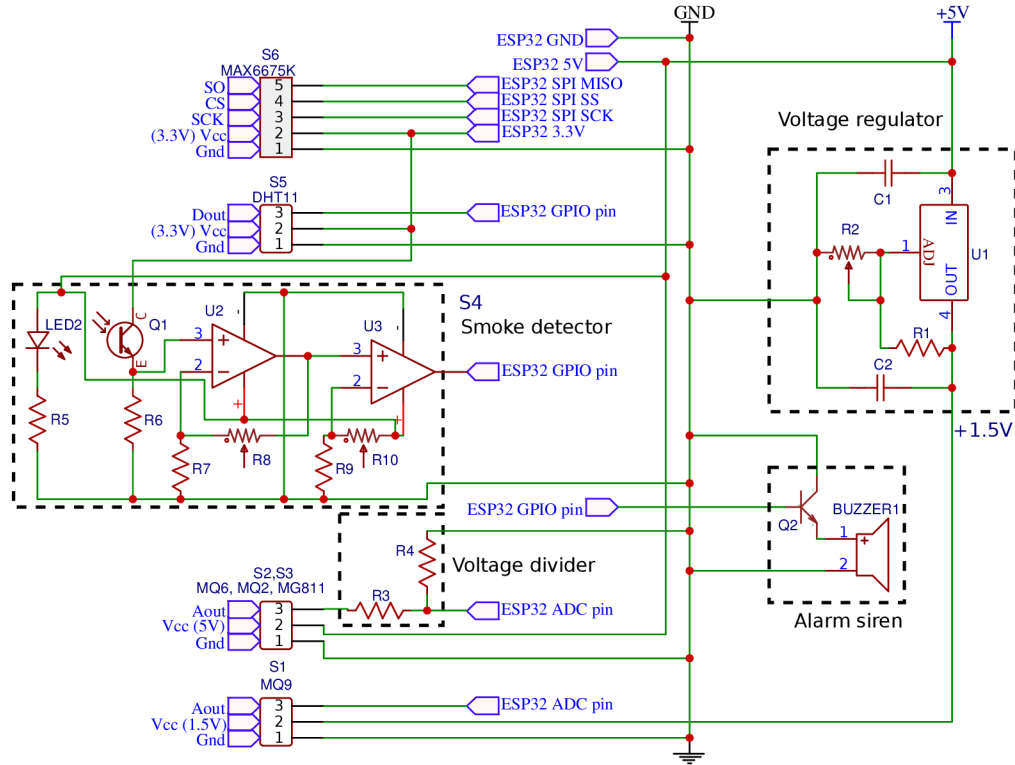 GND
+5V
ESP32 GND
ESP32 5V
S6
MAX6675K
SO
5
ESP32 SPI MISO
CS
4
ESP32 SPI SS
SCK
3
ESP32 SPI SCK
(3.3V) Vcc
2
ESP32 3.3V
Gnd
1
Voltage regulator
C1
3
IN
S5
DHT11
Dout
3
ESP32 GPIO pin
(3.3V) Vcc
2
Gnd
1
R2
1
ADJ
U1
OUT
4
S4
Smoke detector
LED2
C
Q1
E
U2
-
3
+
2
−
+
U3
-
3
+
2
−
+
ESP32 GPIO pin
R1
C2
+1.5V
R5
R6
R7
R8
R9
R10
ESP32 GPIO pin
Q2
BUZZER1
1
+
2
Alarm siren
R4
Voltage divider
R3
S2,S3
MQ6, MQ2, MG811
Aout
3
ESP32 ADC pin
Vcc (5V)
2
Gnd
1
S1
MQ9
Aout
3
ESP32 ADC pin
Vcc (1.5V)
2
Gnd
1